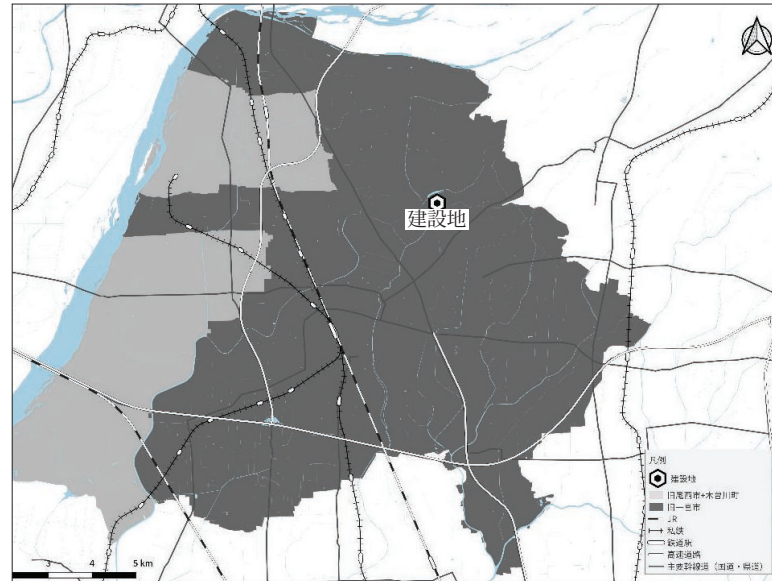 建設地
凡例
建設地
旧尾西市+木曽川町
旧一宮市
JR
私鉄
鉄道駅
高速道路
主要幹線道（国道・県道）
3 4 5 km